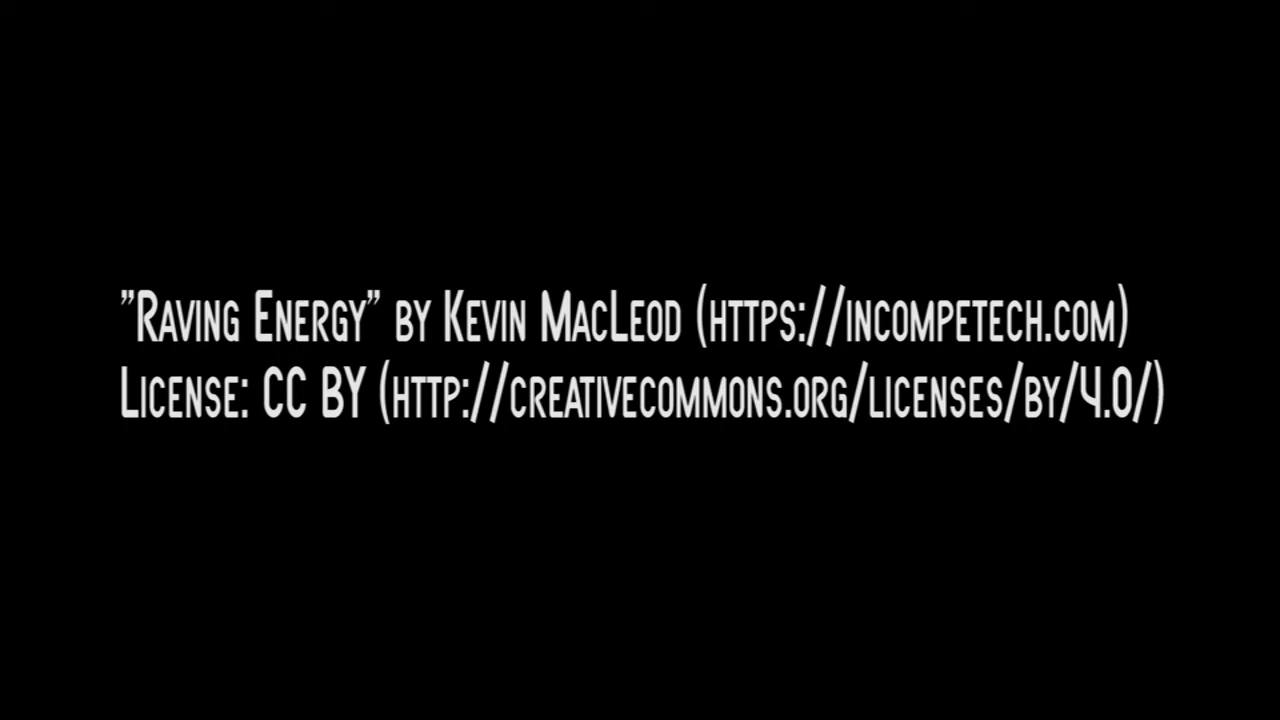 "Raving Energy" by Kevin MacLeod (https://incompetech.com)
License: CC BY (http://creativecommons.org/licenses/by/4.0/)